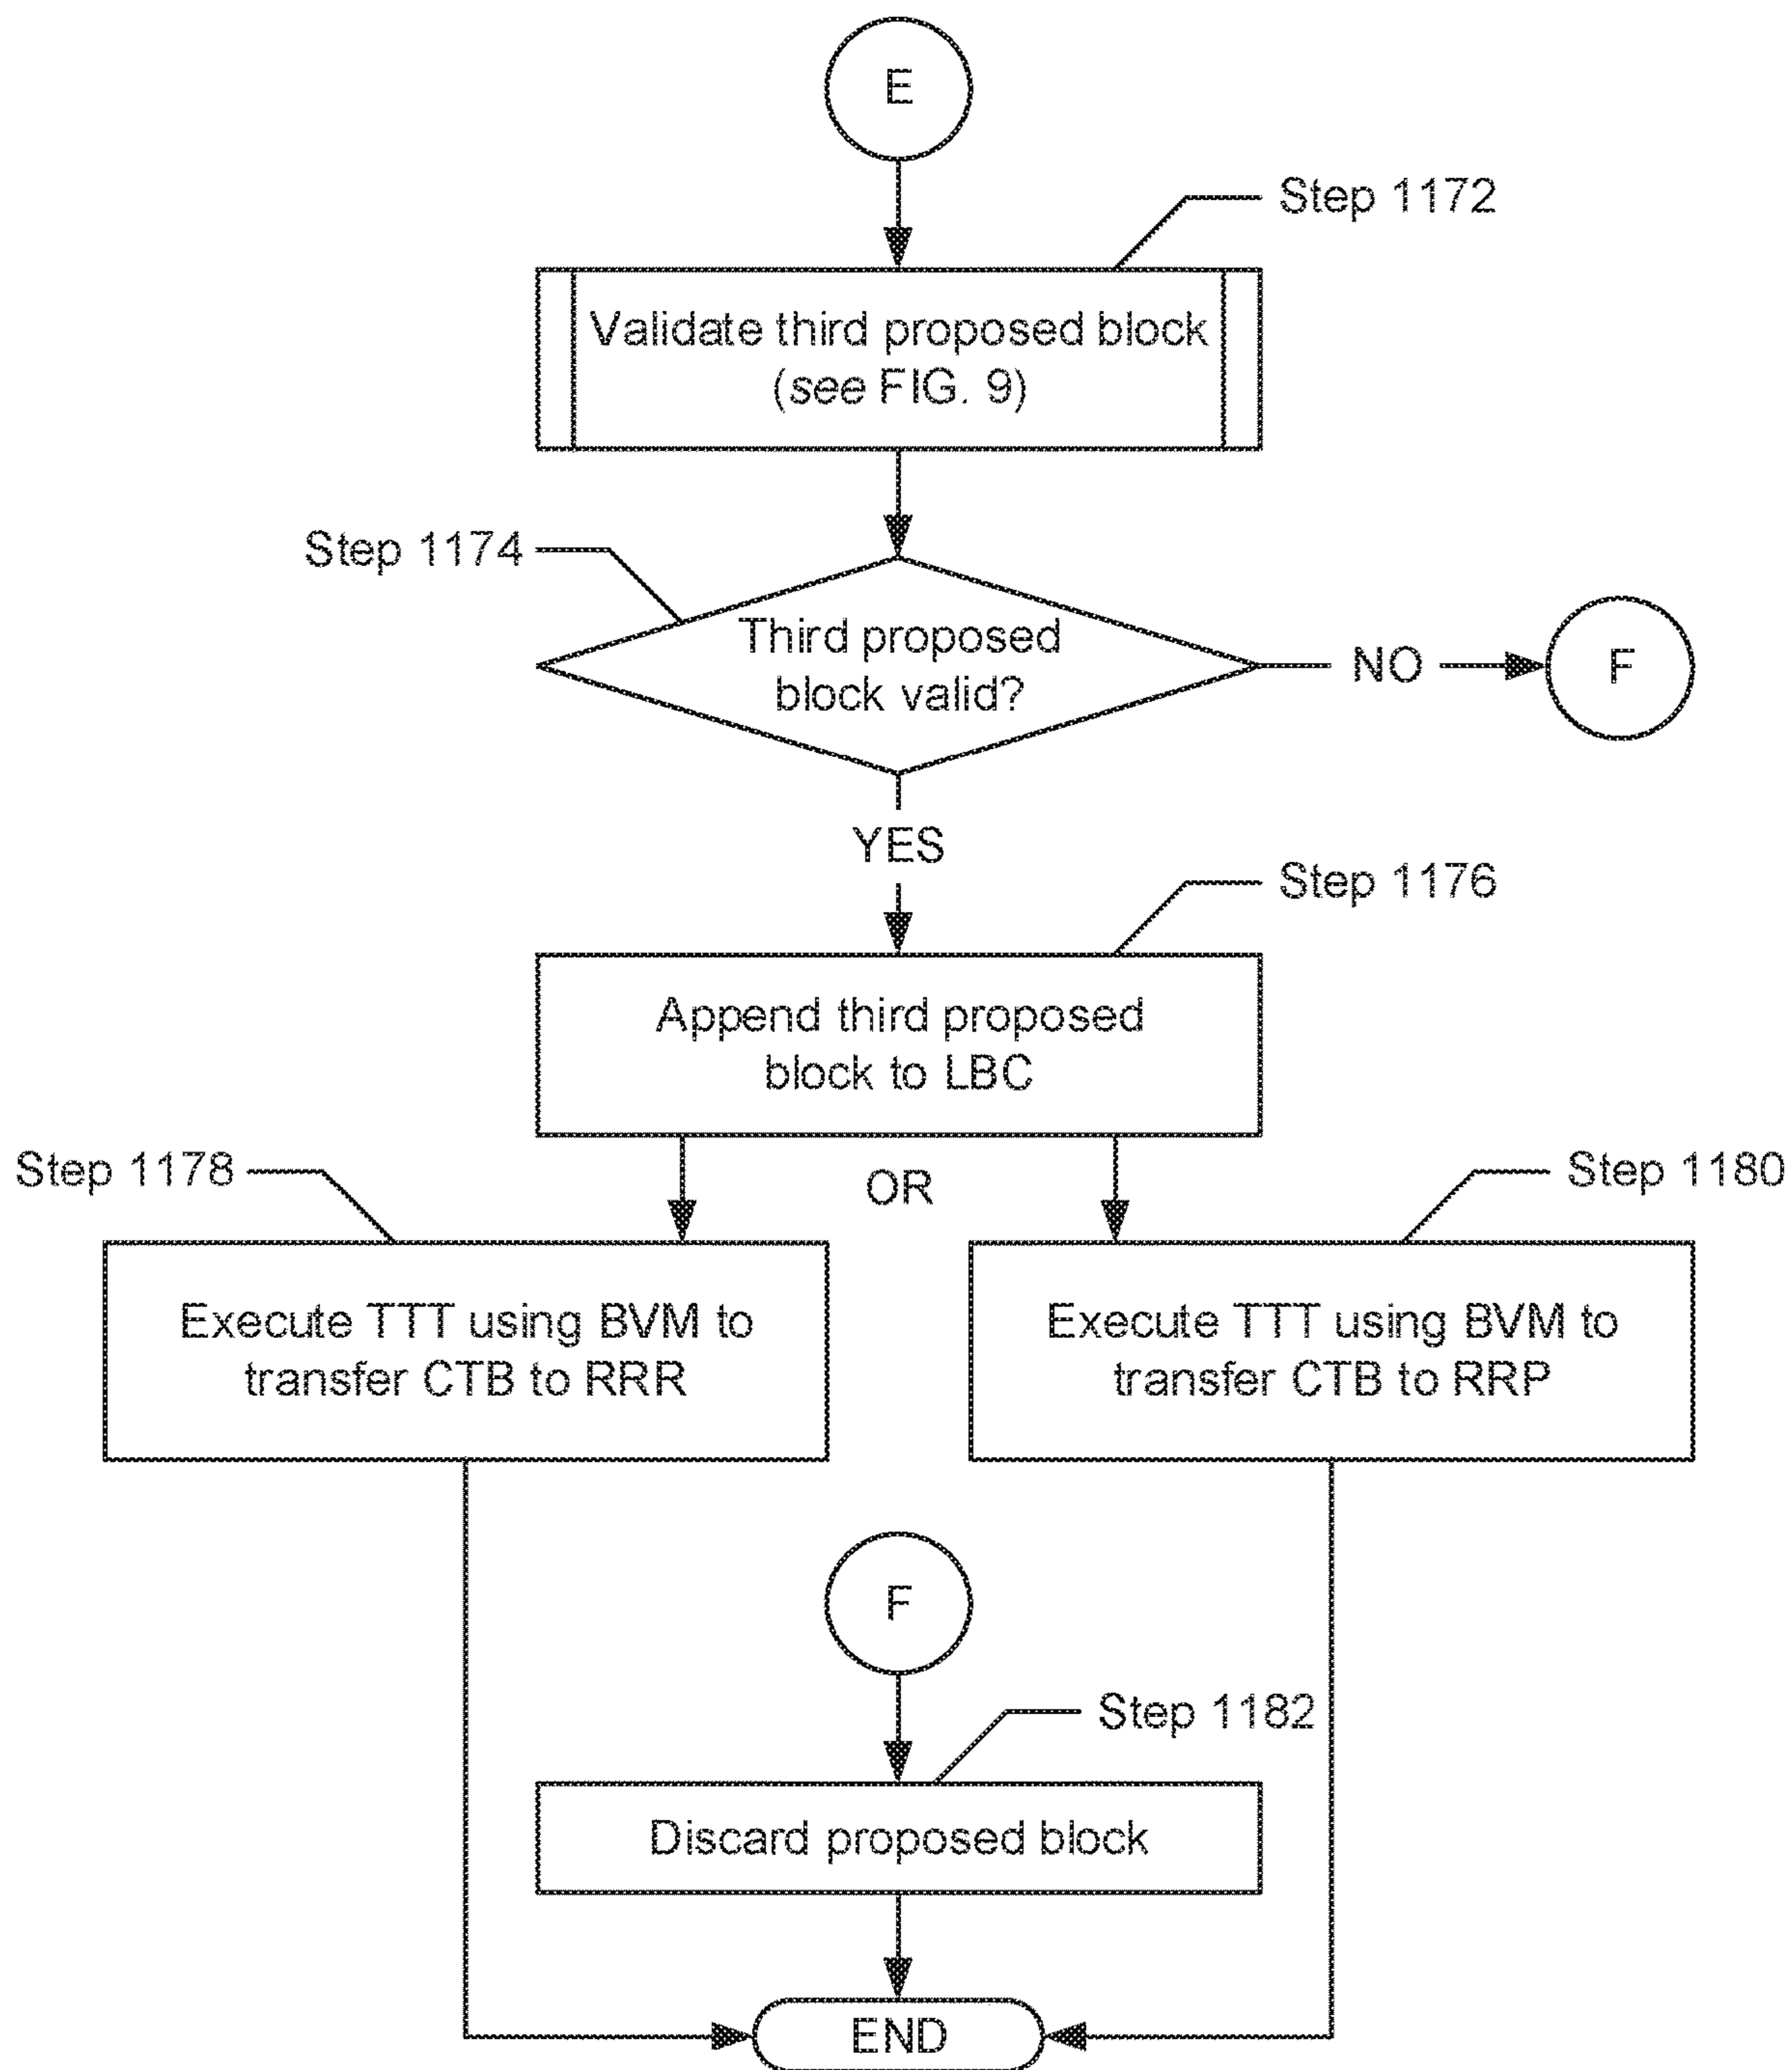 E
Step 1172
Validate third proposed block
(see FIG. 9)
Step 1174
Third proposed
block valid?
NO
F
YES
Step 1176
Append third proposed
block to LBC
Step 1178
OR
Step 1180
Execute TTT using BVM to
transfer CTB to RRR
Execute TTT using BVM to
transfer CTB to RRP
F
Step 1182
Discard proposed block
END